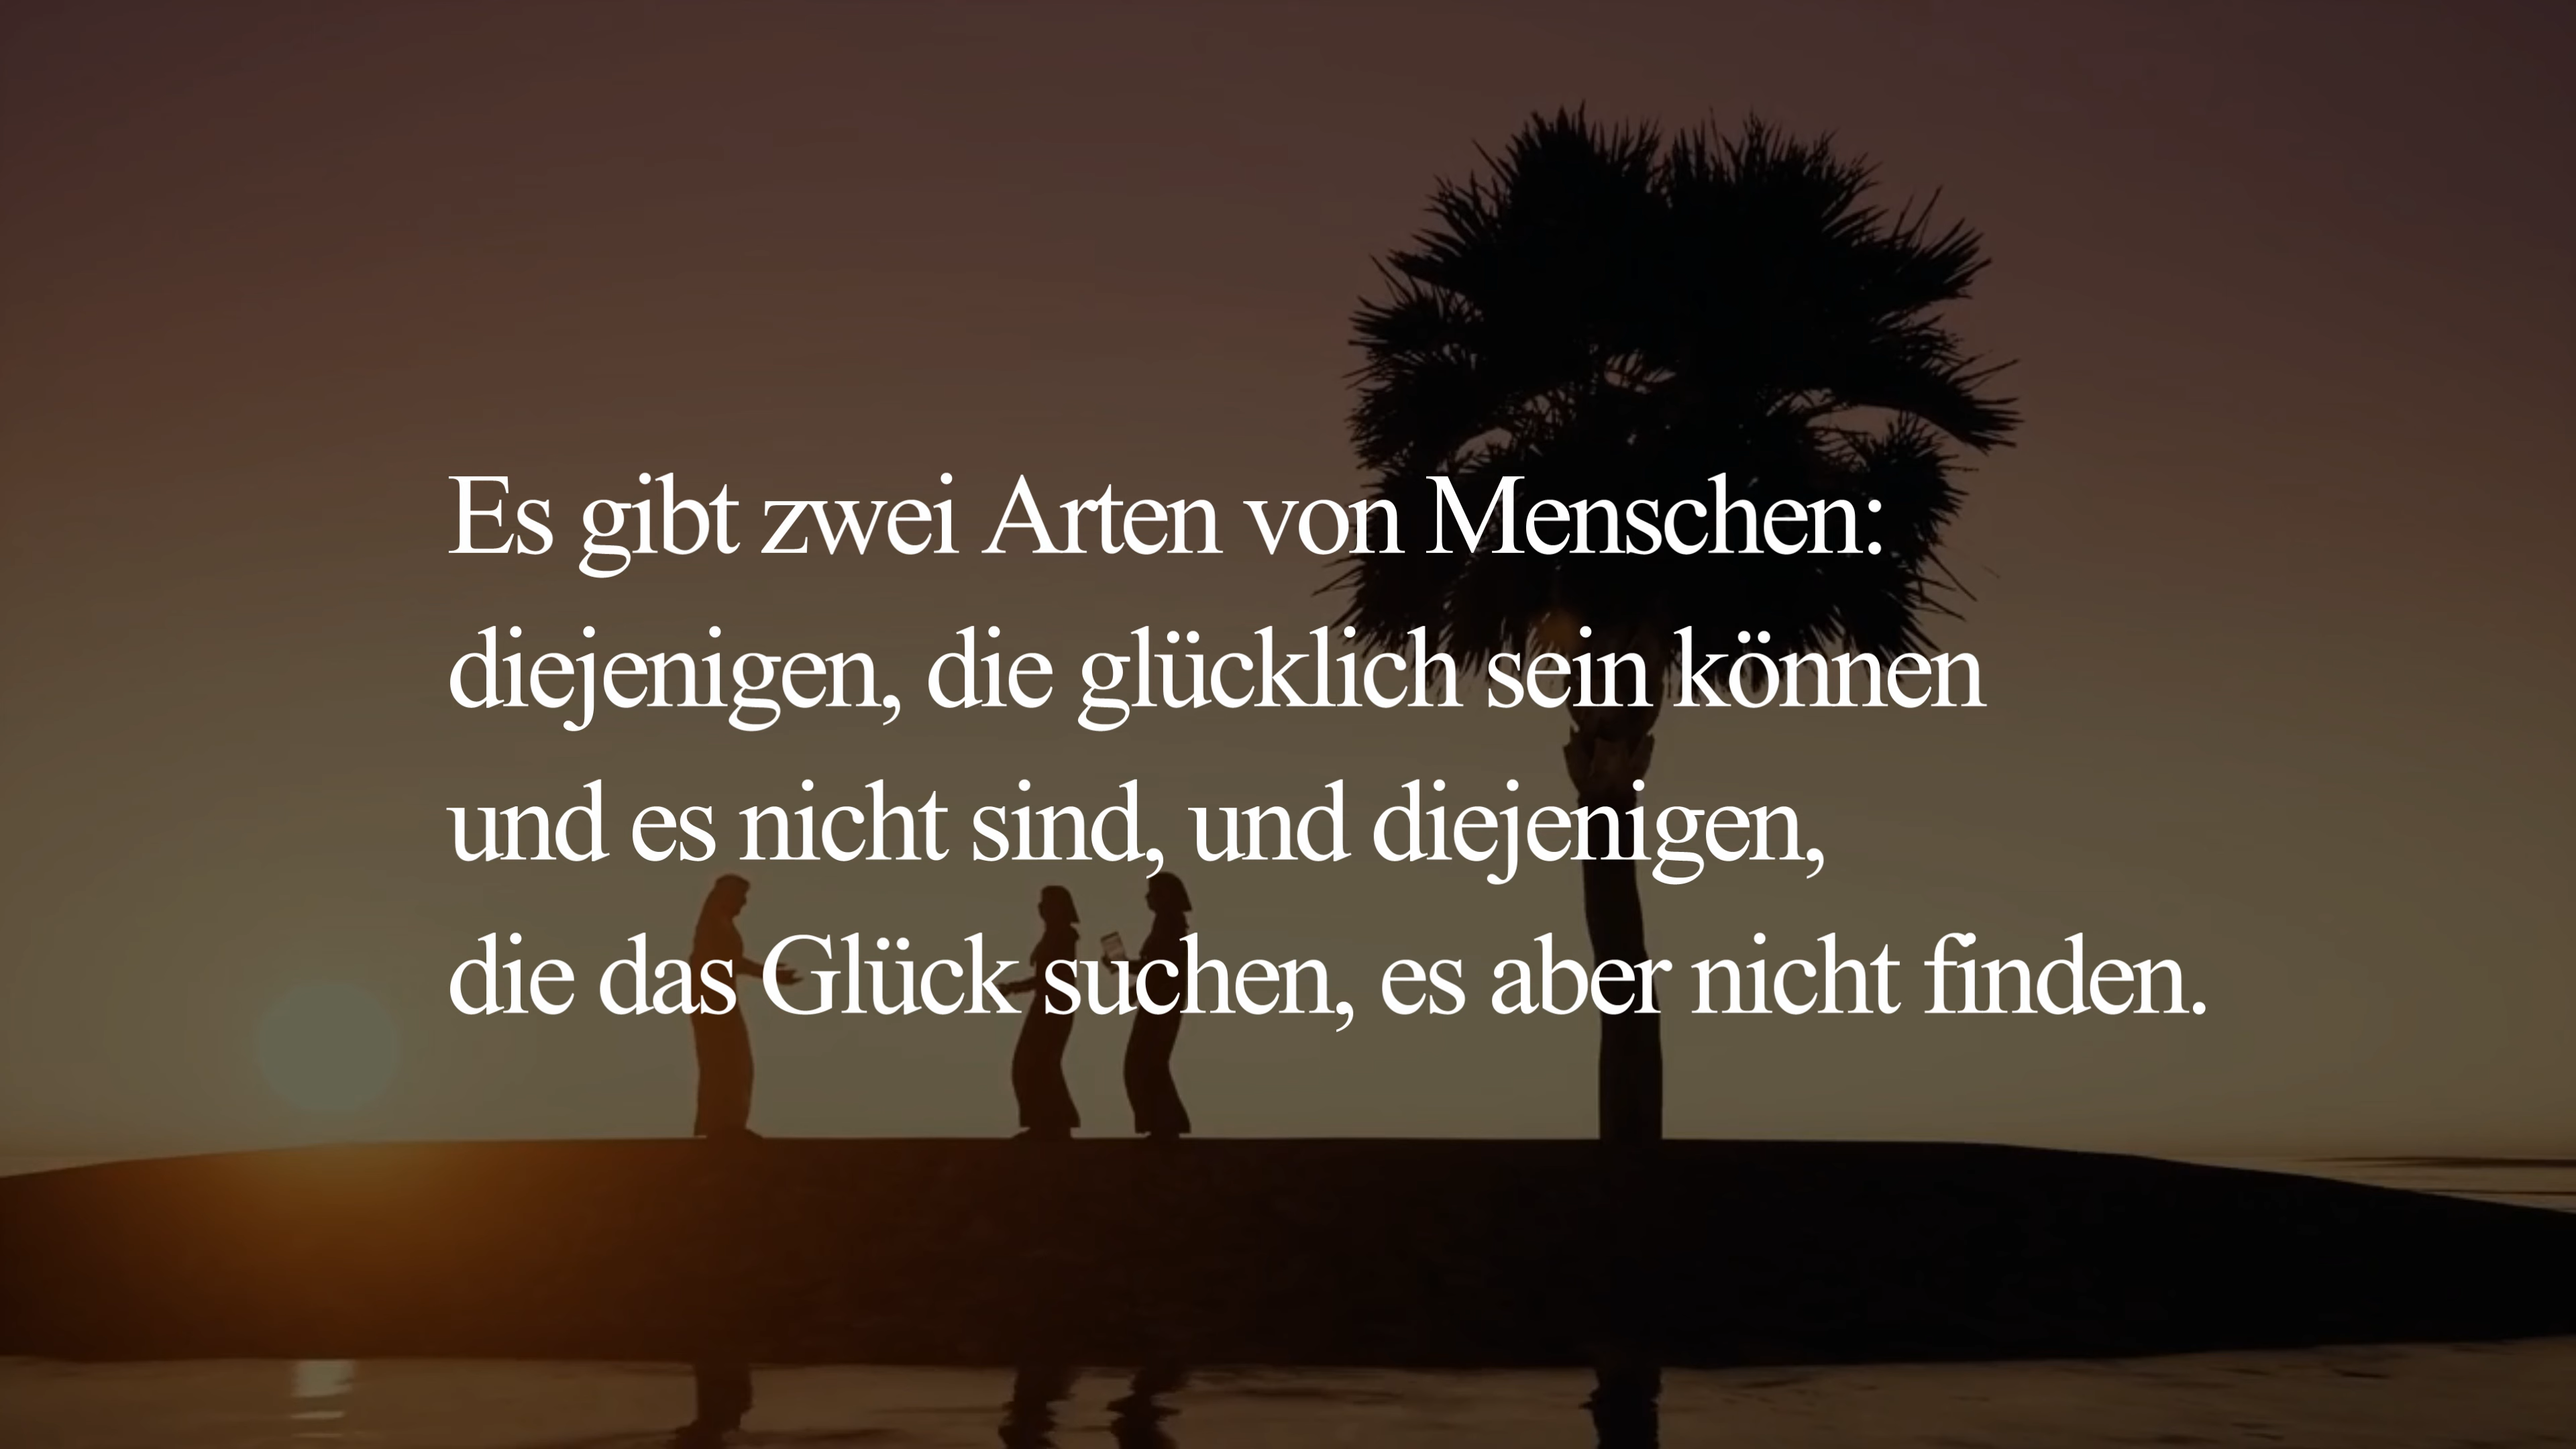 Es gibt zwei Arten von Menschen:
diejenigen, die glücklich sein können
und es nicht sind, und diejenigen,
die das Glück suchen, es aber nicht finden.